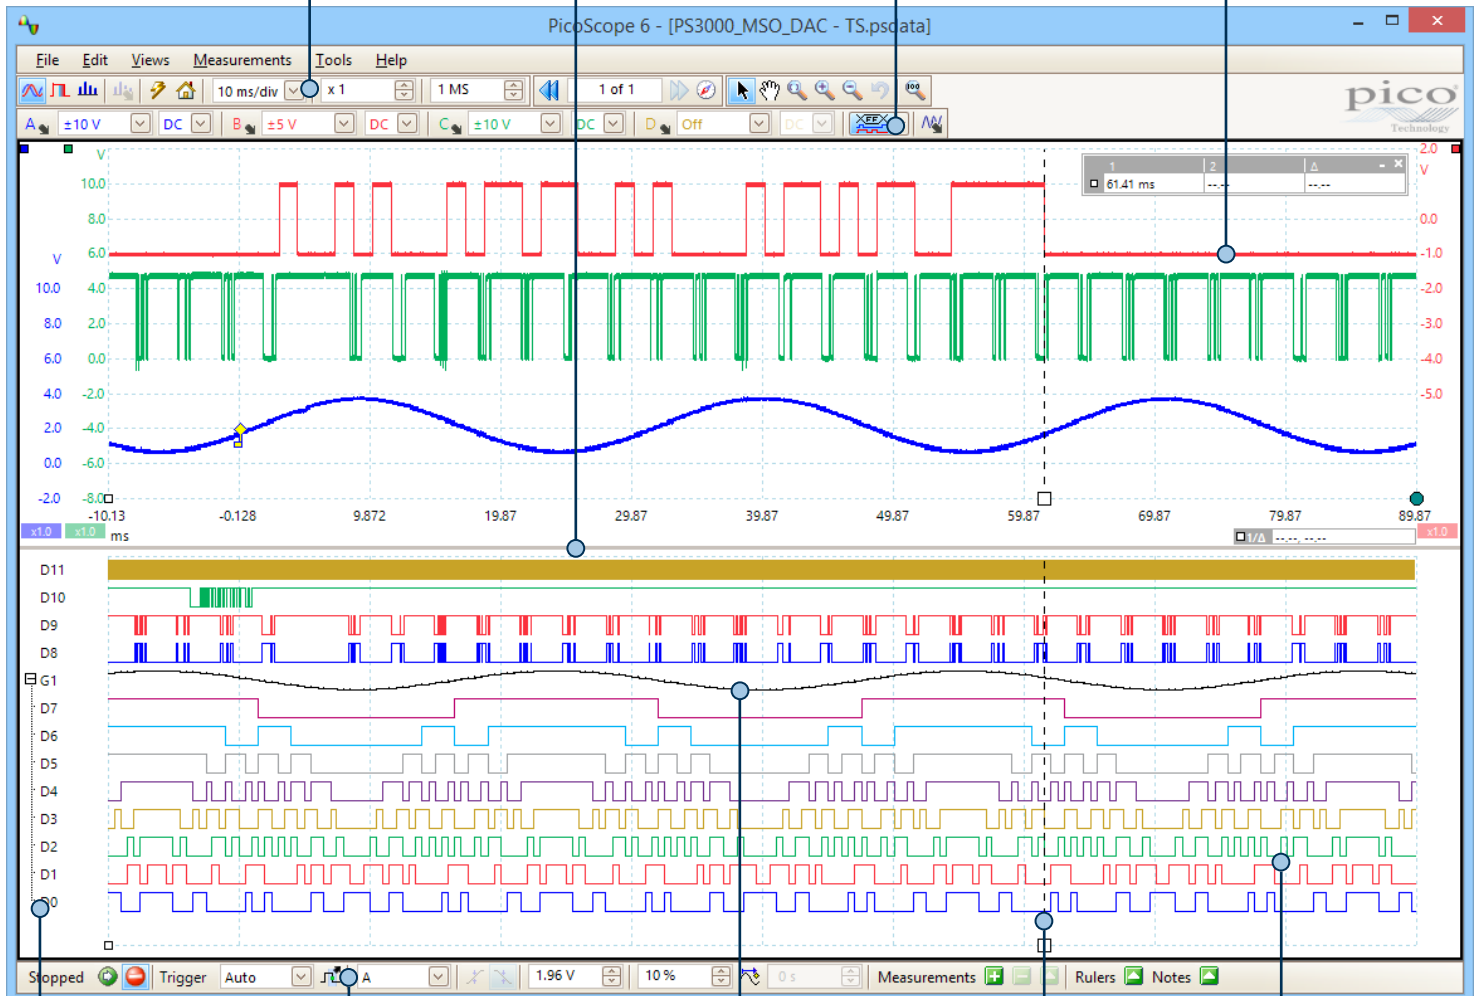 PicoScope 6 - [PS3000_MSO_DAC - TS.psdata]
File Edit Views Measurements Tools Help
10 ms/div x 1 1 MS 1 of 1
pico
Technology
A ±10 V DC B ±5 V DC C ±10 V DC D Off DC
V 2.0
V
1 2 Δ
61.41 ms --.-- --.--
10.0
8.0 0.0
V 6.0 -1.0
10.0 4.0 -2.0
8.0 2.0 -3.0
6.0 0.0 -4.0
4.0 -2.0 -5.0
2.0 -4.0
0.0 -6.0
-2.0 -8.0
-10.13 -0.128 9.872 19.87 29.87 39.87 49.87 59.87 69.87 79.87 89.87
x1.0 x1.0 ms 1/Δ --.--, --.-- x1.0
D11
D10
D9
D8
G1
D7
D6
D5
D4
D3
D2
D1
D0
Stopped Trigger Auto A 1.96 V 10 % 0 s Measurements Rulers Notes